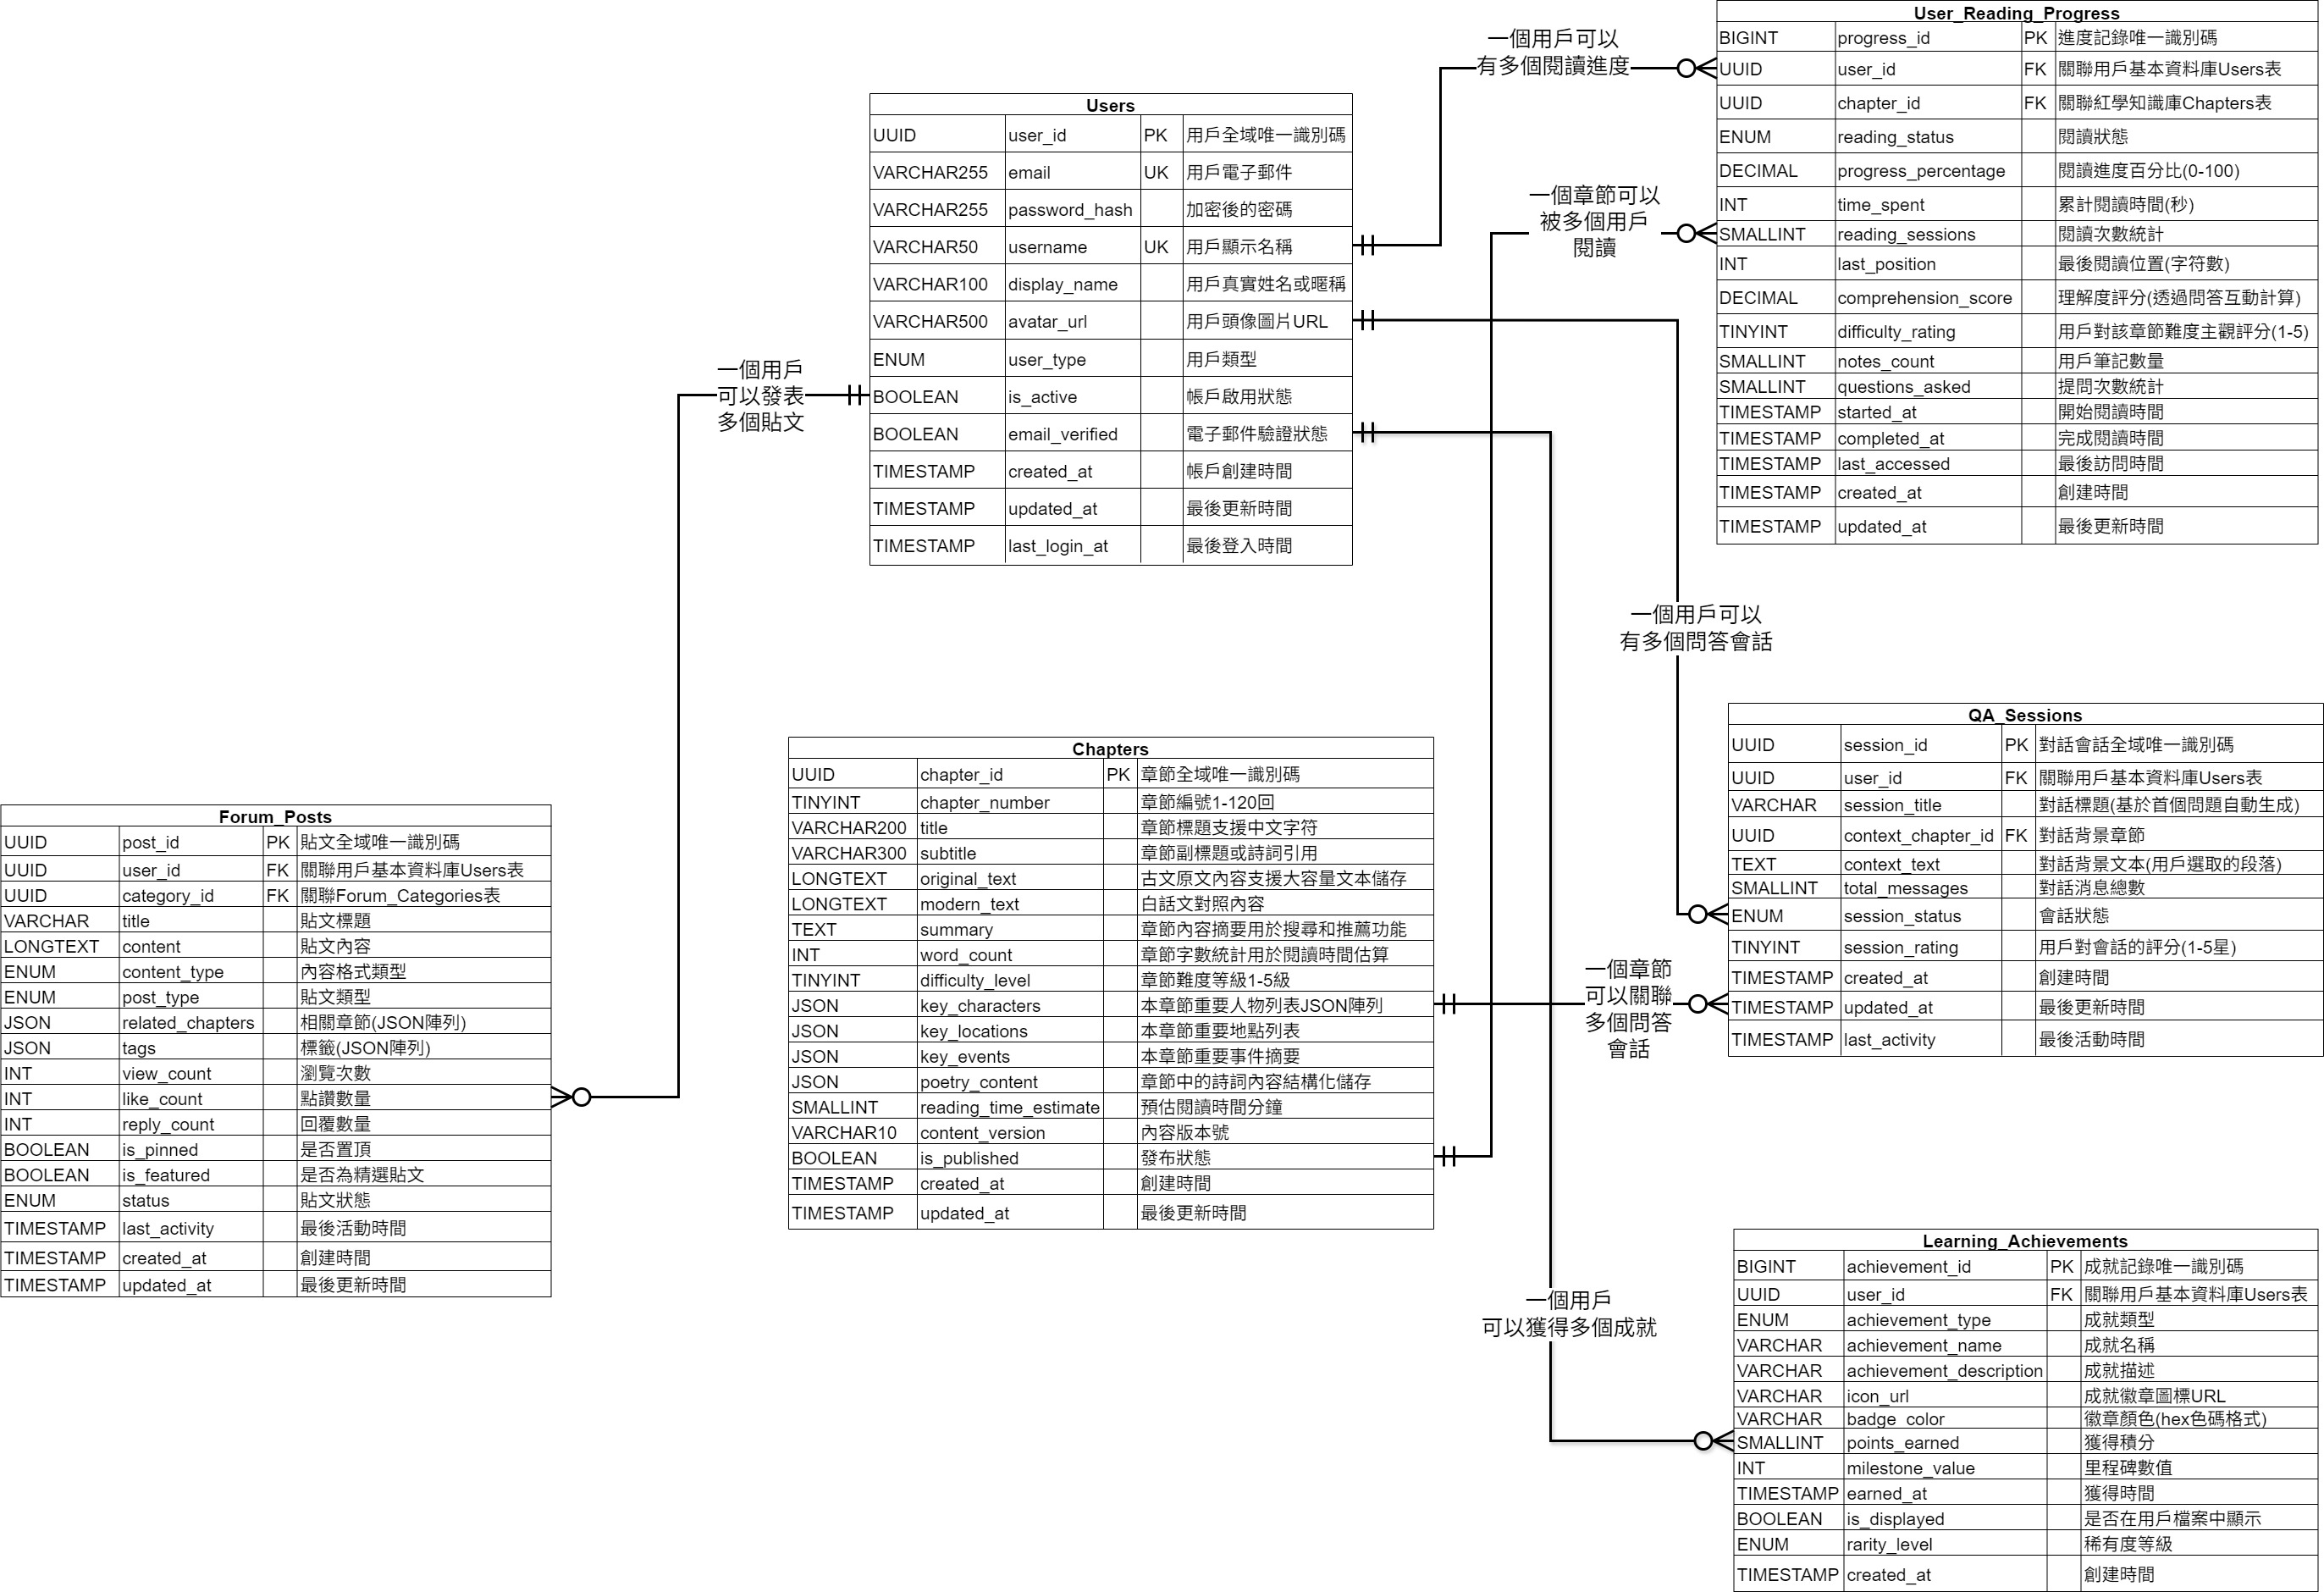 User_Reading_Progress
BIGINT progress_id PK 進度記錄唯一識別碼
UUID user_id FK 關聯用戶基本資料庫Users表
UUID chapter_id FK 關聯紅學知識庫Chapters表
ENUM reading_status 閱讀狀態
DECIMAL progress_percentage 閱讀進度百分比(0-100)
INT time_spent 累計閱讀時間(秒)
SMALLINT reading_sessions 閱讀次數統計
INT last_position 最後閱讀位置(字符數)
DECIMAL comprehension_score 理解度評分(透過問答互動計算)
TINYINT difficulty_rating 用戶對該章節難度主觀評分(1-5)
SMALLINT notes_count 用戶筆記數量
SMALLINT questions_asked 提問次數統計
TIMESTAMP started_at 開始閱讀時間
TIMESTAMP completed_at 完成閱讀時間
TIMESTAMP last_accessed 最後訪問時間
TIMESTAMP created_at 創建時間
TIMESTAMP updated_at 最後更新時間
一個用戶可以
有多個閱讀進度
一個章節可以
被多個用戶
閱讀
Users
UUID user_id PK 用戶全域唯一識別碼
VARCHAR255 email UK 用戶電子郵件
VARCHAR255 password_hash 加密後的密碼
VARCHAR50 username UK 用戶顯示名稱
VARCHAR100 display_name 用戶真實姓名或暱稱
VARCHAR500 avatar_url 用戶頭像圖片URL
ENUM user_type 用戶類型
BOOLEAN is_active 帳戶啟用狀態
BOOLEAN email_verified 電子郵件驗證狀態
TIMESTAMP created_at 帳戶創建時間
TIMESTAMP updated_at 最後更新時間
TIMESTAMP last_login_at 最後登入時間
一個用戶
可以發表
多個貼文
一個用戶可以
有多個問答會話
QA_Sessions
UUID session_id PK 對話會話全域唯一識別碼
UUID user_id FK 關聯用戶基本資料庫Users表
VARCHAR session_title 對話標題(基於首個問題自動生成)
UUID context_chapter_id FK 對話背景章節
TEXT context_text 對話背景文本(用戶選取的段落)
SMALLINT total_messages 對話消息總數
ENUM session_status 會話狀態
TINYINT session_rating 用戶對會話的評分(1-5星)
TIMESTAMP created_at 創建時間
TIMESTAMP updated_at 最後更新時間
TIMESTAMP last_activity 最後活動時間
Chapters
UUID chapter_id PK 章節全域唯一識別碼
TINYINT chapter_number 章節編號1-120回
VARCHAR200 title 章節標題支援中文字符
VARCHAR300 subtitle 章節副標題或詩詞引用
LONGTEXT original_text 古文原文內容支援大容量文本儲存
LONGTEXT modern_text 白話文對照內容
TEXT summary 章節內容摘要用於搜尋和推薦功能
INT word_count 章節字數統計用於閱讀時間估算
TINYINT difficulty_level 章節難度等級1-5級
JSON key_characters 本章節重要人物列表JSON陣列
JSON key_locations 本章節重要地點列表
JSON key_events 本章節重要事件摘要
JSON poetry_content 章節中的詩詞內容結構化儲存
SMALLINT reading_time_estimate 預估閱讀時間分鐘
VARCHAR10 content_version 內容版本號
BOOLEAN is_published 發布狀態
TIMESTAMP created_at 創建時間
TIMESTAMP updated_at 最後更新時間
一個章節
可以關聯
多個問答
會話
Forum_Posts
UUID post_id PK 貼文全域唯一識別碼
UUID user_id FK 關聯用戶基本資料庫Users表
UUID category_id FK 關聯Forum_Categories表
VARCHAR title 貼文標題
LONGTEXT content 貼文內容
ENUM content_type 內容格式類型
ENUM post_type 貼文類型
JSON related_chapters 相關章節(JSON陣列)
JSON tags 標籤(JSON陣列)
INT view_count 瀏覽次數
INT like_count 點讚數量
INT reply_count 回覆數量
BOOLEAN is_pinned 是否置頂
BOOLEAN is_featured 是否為精選貼文
ENUM status 貼文狀態
TIMESTAMP last_activity 最後活動時間
TIMESTAMP created_at 創建時間
TIMESTAMP updated_at 最後更新時間
一個用戶
可以獲得多個成就
Learning_Achievements
BIGINT achievement_id PK 成就記錄唯一識別碼
UUID user_id FK 關聯用戶基本資料庫Users表
ENUM achievement_type 成就類型
VARCHAR achievement_name 成就名稱
VARCHAR achievement_description 成就描述
VARCHAR icon_url 成就徽章圖標URL
VARCHAR badge_color 徽章顏色(hex色碼格式)
SMALLINT points_earned 獲得積分
INT milestone_value 里程碑數值
TIMESTAMP earned_at 獲得時間
BOOLEAN is_displayed 是否在用戶檔案中顯示
ENUM rarity_level 稀有度等級
TIMESTAMP created_at 創建時間